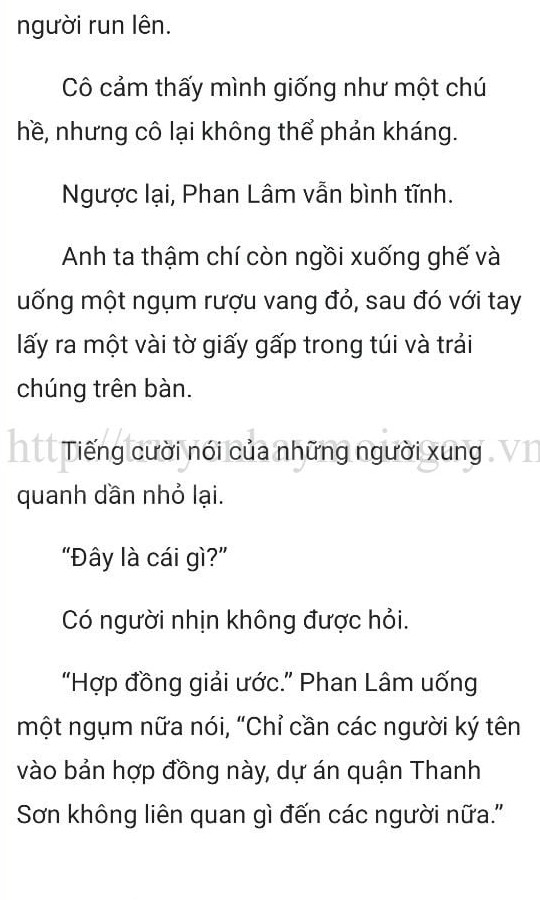 người run lên.
Cô cảm thấy mình giống như một chú
hề, nhưng cô lại không thể phản kháng.
Ngược lại, Phan Lâm vẫn bình tĩnh.
Anh ta thậm chí còn ngồi xuống ghế và
uống một ngụm rượu vang đỏ, sau đó với tay
lấy ra một vài tờ giấy gấp trong túi và trải
chúng trên bàn.
http://truyenhaymoingay.vn
Tiếng cười nói của những người xung
quanh dần nhỏ lại.
“Đây là cái gì?”
Có người nhịn không được hỏi.
“Hợp đồng giải ước.” Phan Lâm uống
một ngụm nữa nói, “Chỉ cần các người ký tên
vào bản hợp đồng này, dự án quận Thanh
Sơn không liên quan gì đến các người nữa.”